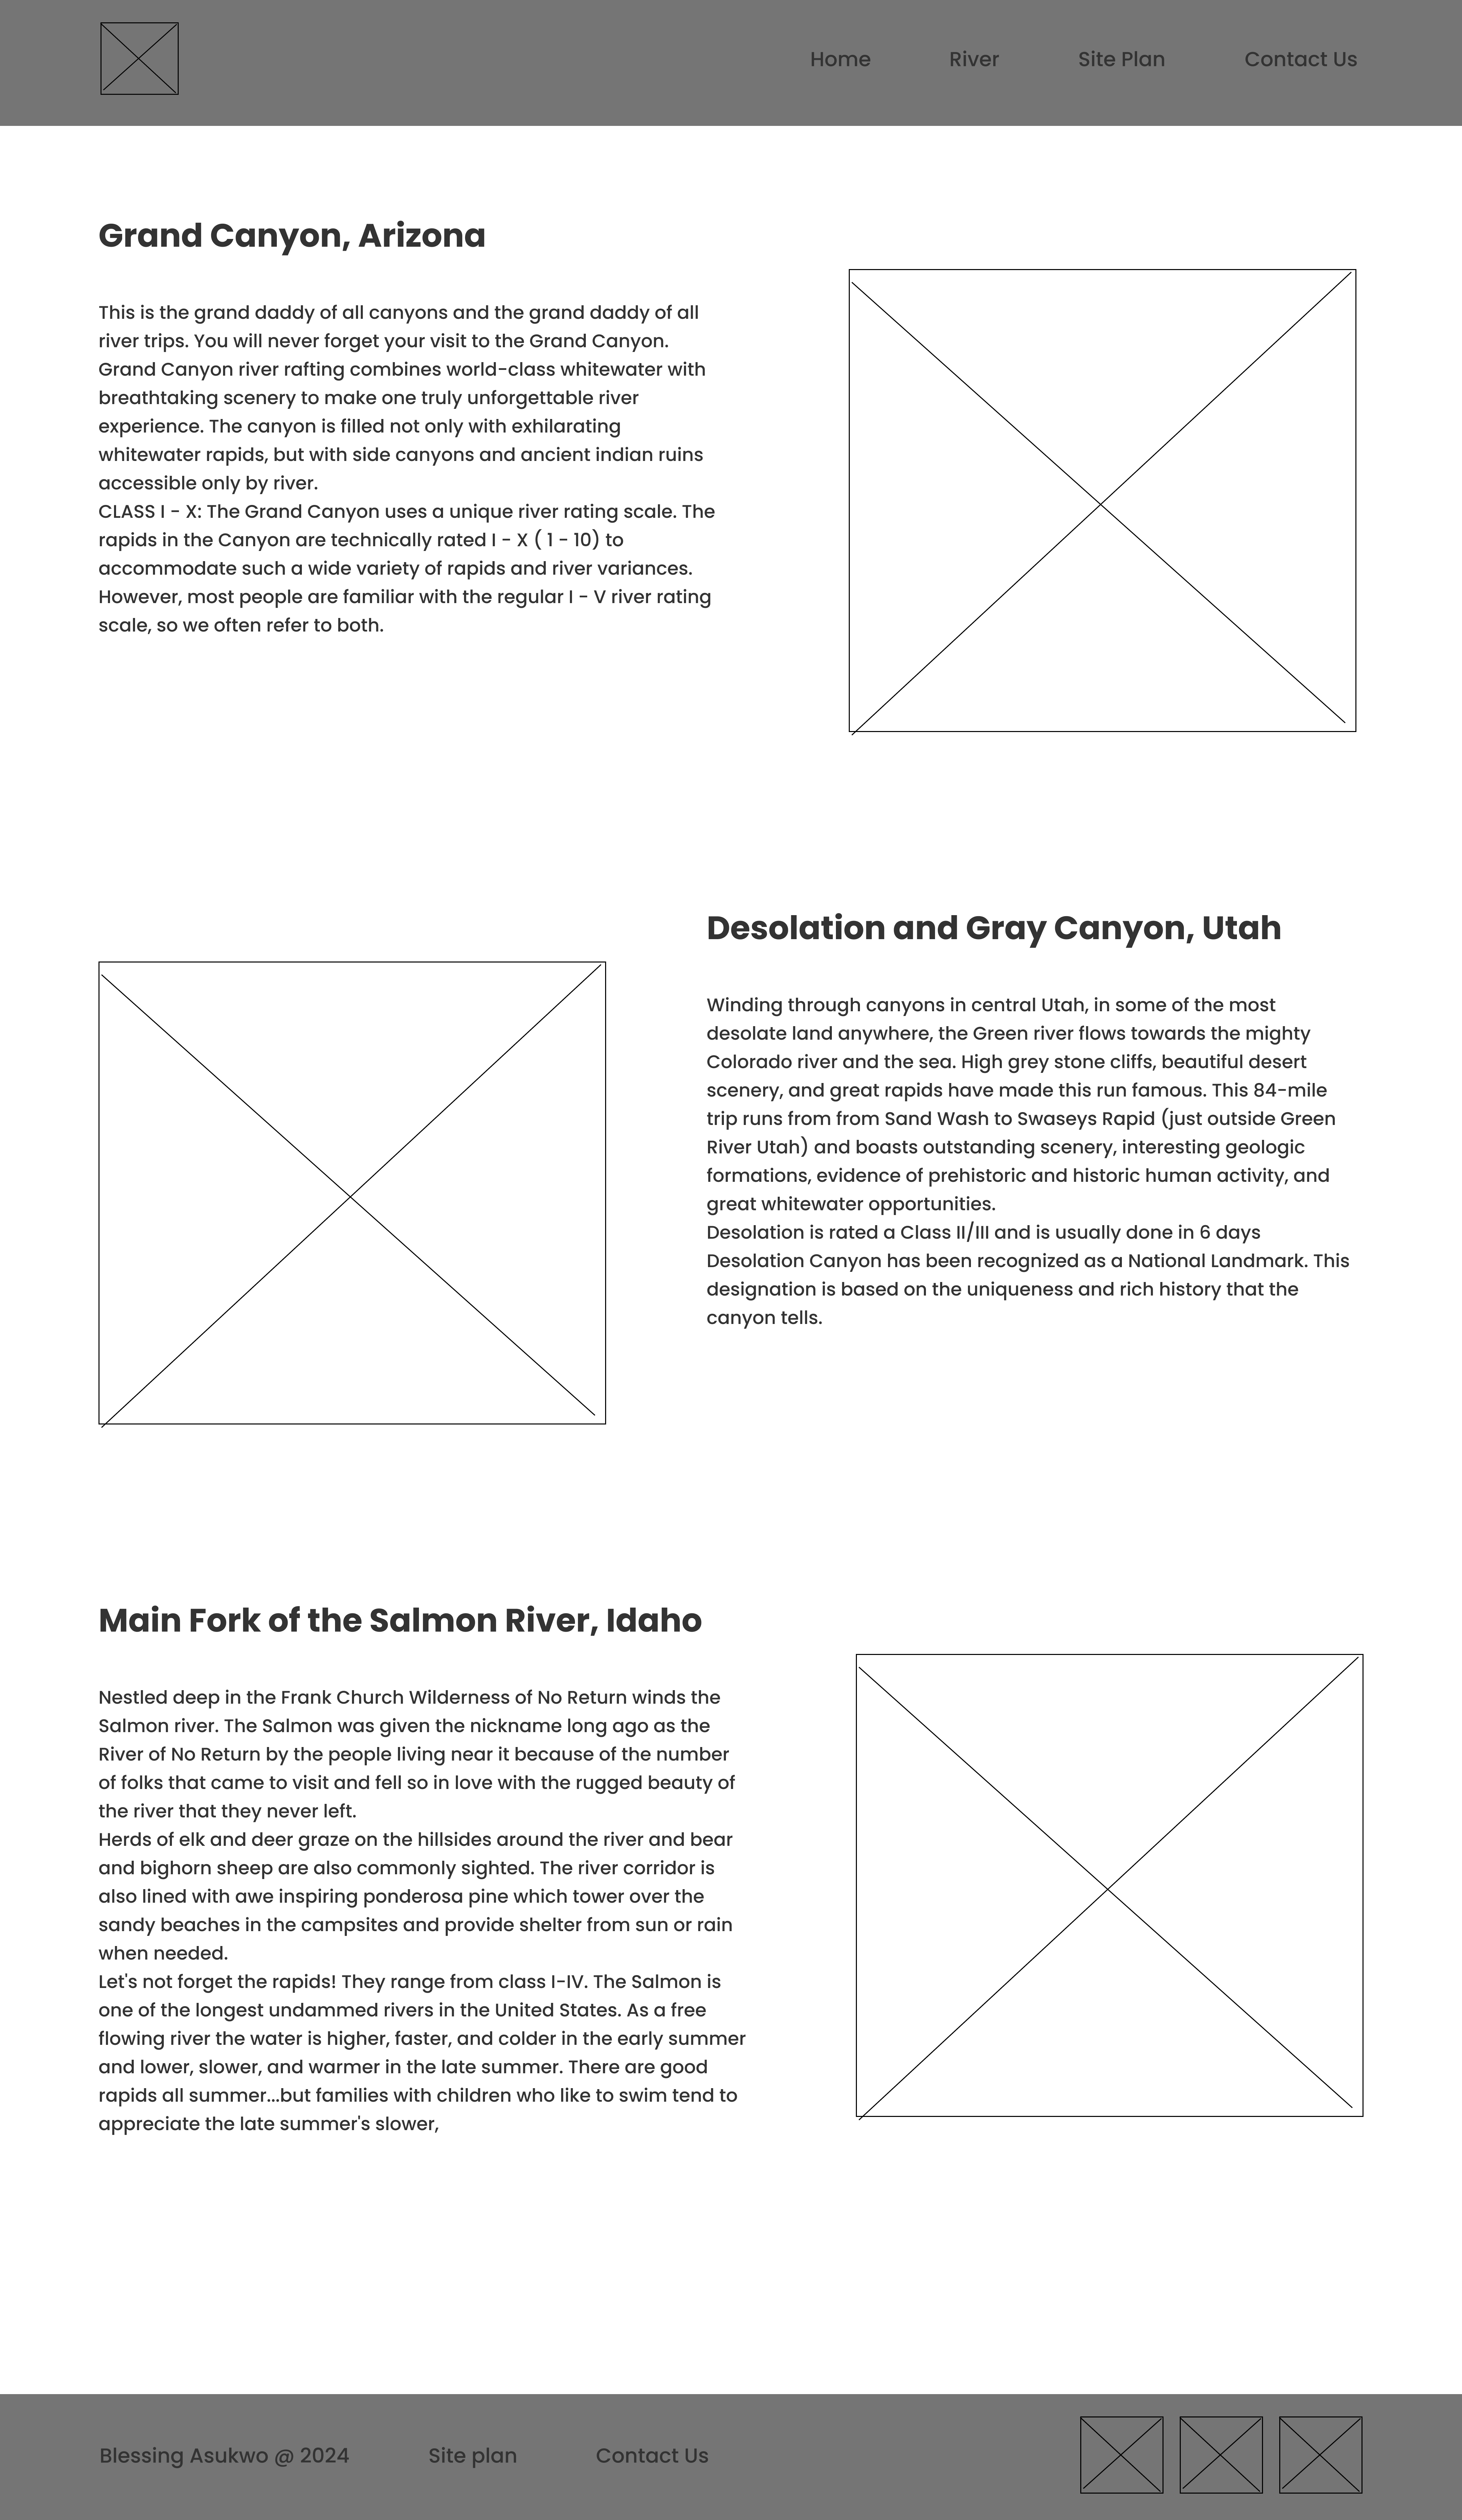 Home River Site Plan Contact Us
Grand Canyon, Arizona
This is the grand daddy of all canyons and the grand daddy of all
river trips. You will never forget your visit to the Grand Canyon.
Grand Canyon river rafting combines world-class whitewater with
breathtaking scenery to make one truly unforgettable river
experience. The canyon is filled not only with exhilarating
whitewater rapids, but with side canyons and ancient indian ruins
accessible only by river.
CLASS I - X: The Grand Canyon uses a unique river rating scale. The
rapids in the Canyon are technically rated I - X ( 1 - 10) to
accommodate such a wide variety of rapids and river variances.
However, most people are familiar with the regular I - V river rating
scale, so we often refer to both.
Desolation and Gray Canyon, Utah
Winding through canyons in central Utah, in some of the most
desolate land anywhere, the Green river flows towards the mighty
Colorado river and the sea. High grey stone cliffs, beautiful desert
scenery, and great rapids have made this run famous. This 84-mile
trip runs from from Sand Wash to Swaseys Rapid (just outside Green
River Utah) and boasts outstanding scenery, interesting geologic
formations, evidence of prehistoric and historic human activity, and
great whitewater opportunities.
Desolation is rated a Class II/III and is usually done in 6 days
Desolation Canyon has been recognized as a National Landmark. This
designation is based on the uniqueness and rich history that the
canyon tells.
Main Fork of the Salmon River, Idaho
Nestled deep in the Frank Church Wilderness of No Return winds the
Salmon river. The Salmon was given the nickname long ago as the
River of No Return by the people living near it because of the number
of folks that came to visit and fell so in love with the rugged beauty of
the river that they never left.
Herds of elk and deer graze on the hillsides around the river and bear
and bighorn sheep are also commonly sighted. The river corridor is
also lined with awe inspiring ponderosa pine which tower over the
sandy beaches in the campsites and provide shelter from sun or rain
when needed.
Let's not forget the rapids! They range from class I-IV. The Salmon is
one of the longest undammed rivers in the United States. As a free
flowing river the water is higher, faster, and colder in the early summer
and lower, slower, and warmer in the late summer. There are good
rapids all summer...but families with children who like to swim tend to
appreciate the late summer's slower,
Blessing Asukwo @ 2024 Site plan Contact Us